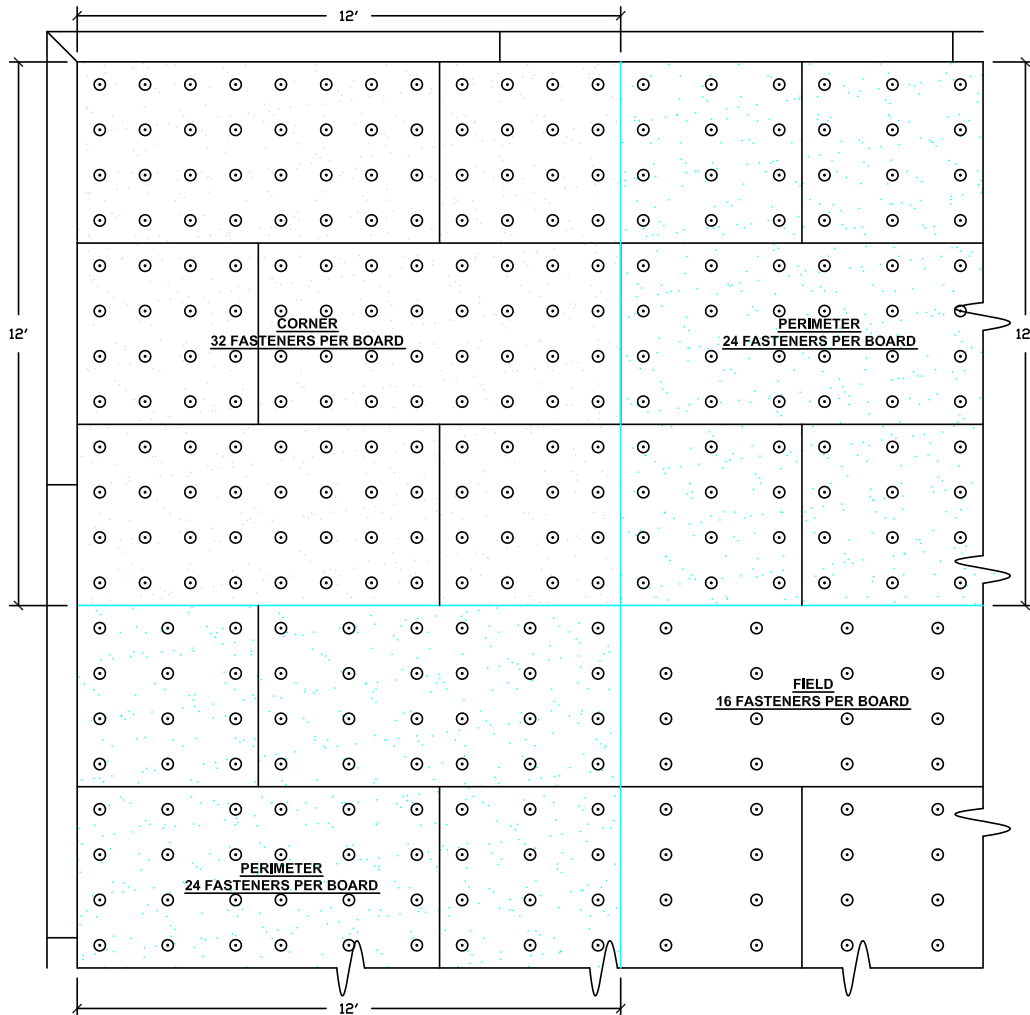 12'
12'
12
CORNER
32 FASTENERS PER BOARD
PERIMETER
24 FASTENERS PER BOARD
FIELD
16 FASTENERS PER BOARD
PERIMETER
24 FASTENERS PER BOARD
12'